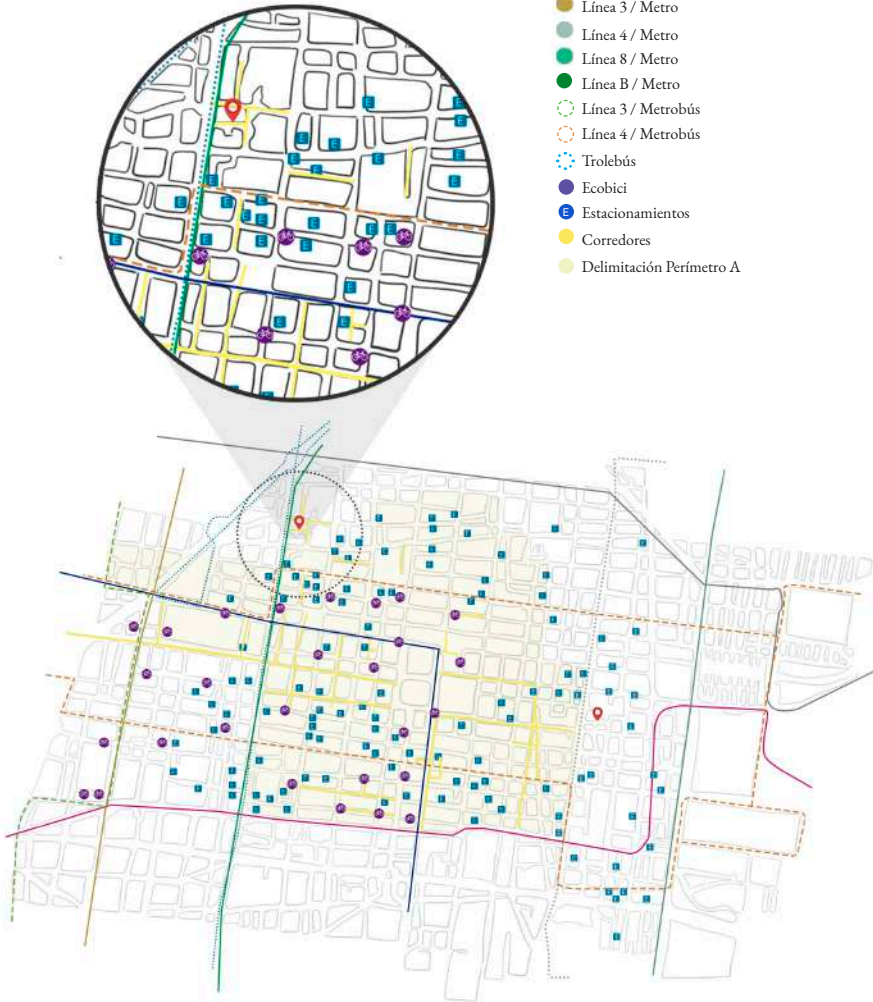 Línea 3 / Metro
Línea 4 / Metro
Línea 8 / Metro
Línea B / Metro
Línea 3 / Metrobús
Línea 4 / Metrobús
Trolebús
Ecobici
E Estacionamientos
Corredores
Delimitación Perímetro A